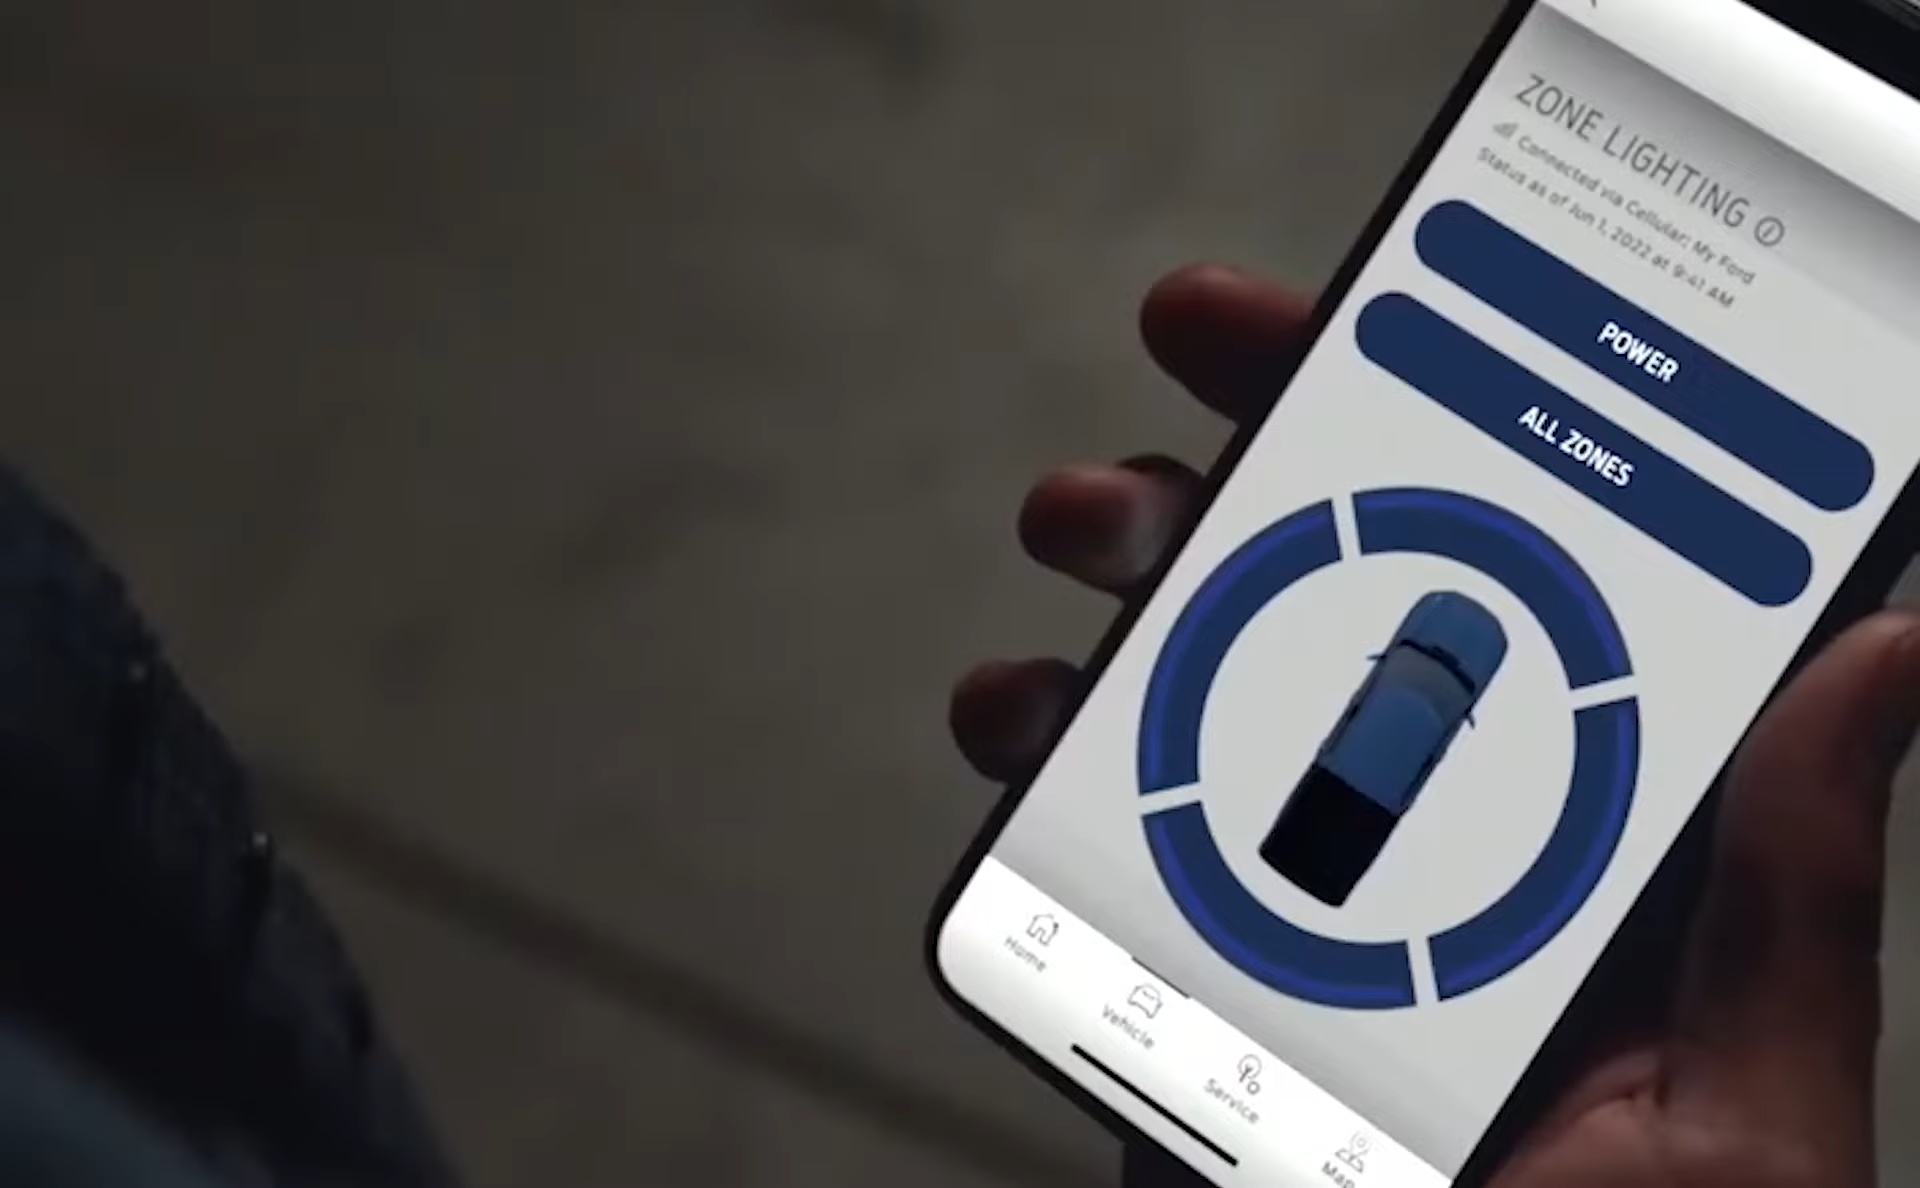 ZONE LIGHTING
Connected via Cellular; My Ford
Status as of Jun 1, 2022 at 9:41 AM
POWER
ALL ZONES
Home
Vehicle
Service
Map